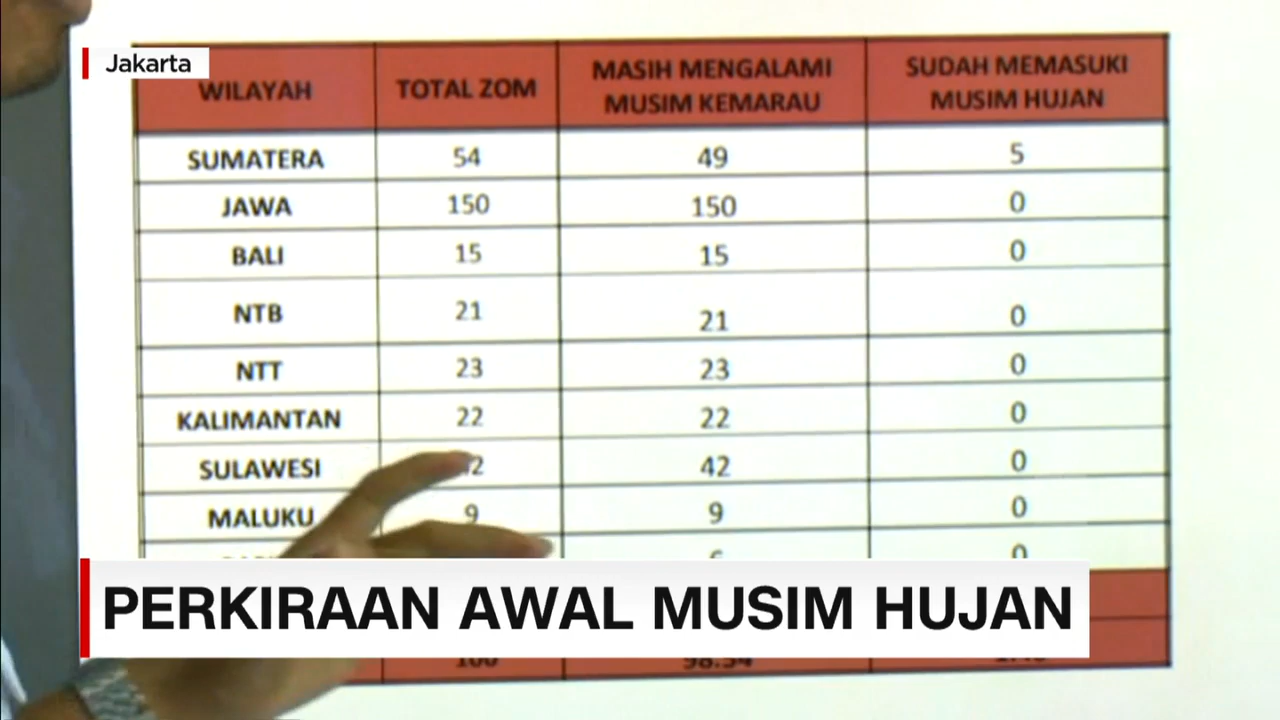 Jakarta
WILAYAH TOTAL ZOM MASIH MENGALAMI MUSIM KEMARAU SUDAH MEMASUKI MUSIM HUJAN
SUMATERA 54 49 5
JAWA 150 150 0
BALI 15 15 0
NTB 21 21 0
NTT 23 23 0
KALIMANTAN 22 22 0
SULAWESI 42 0
MALUKU 9 9 0
0
PERKIRAAN AWAL MUSIM HUJAN
100 98.54